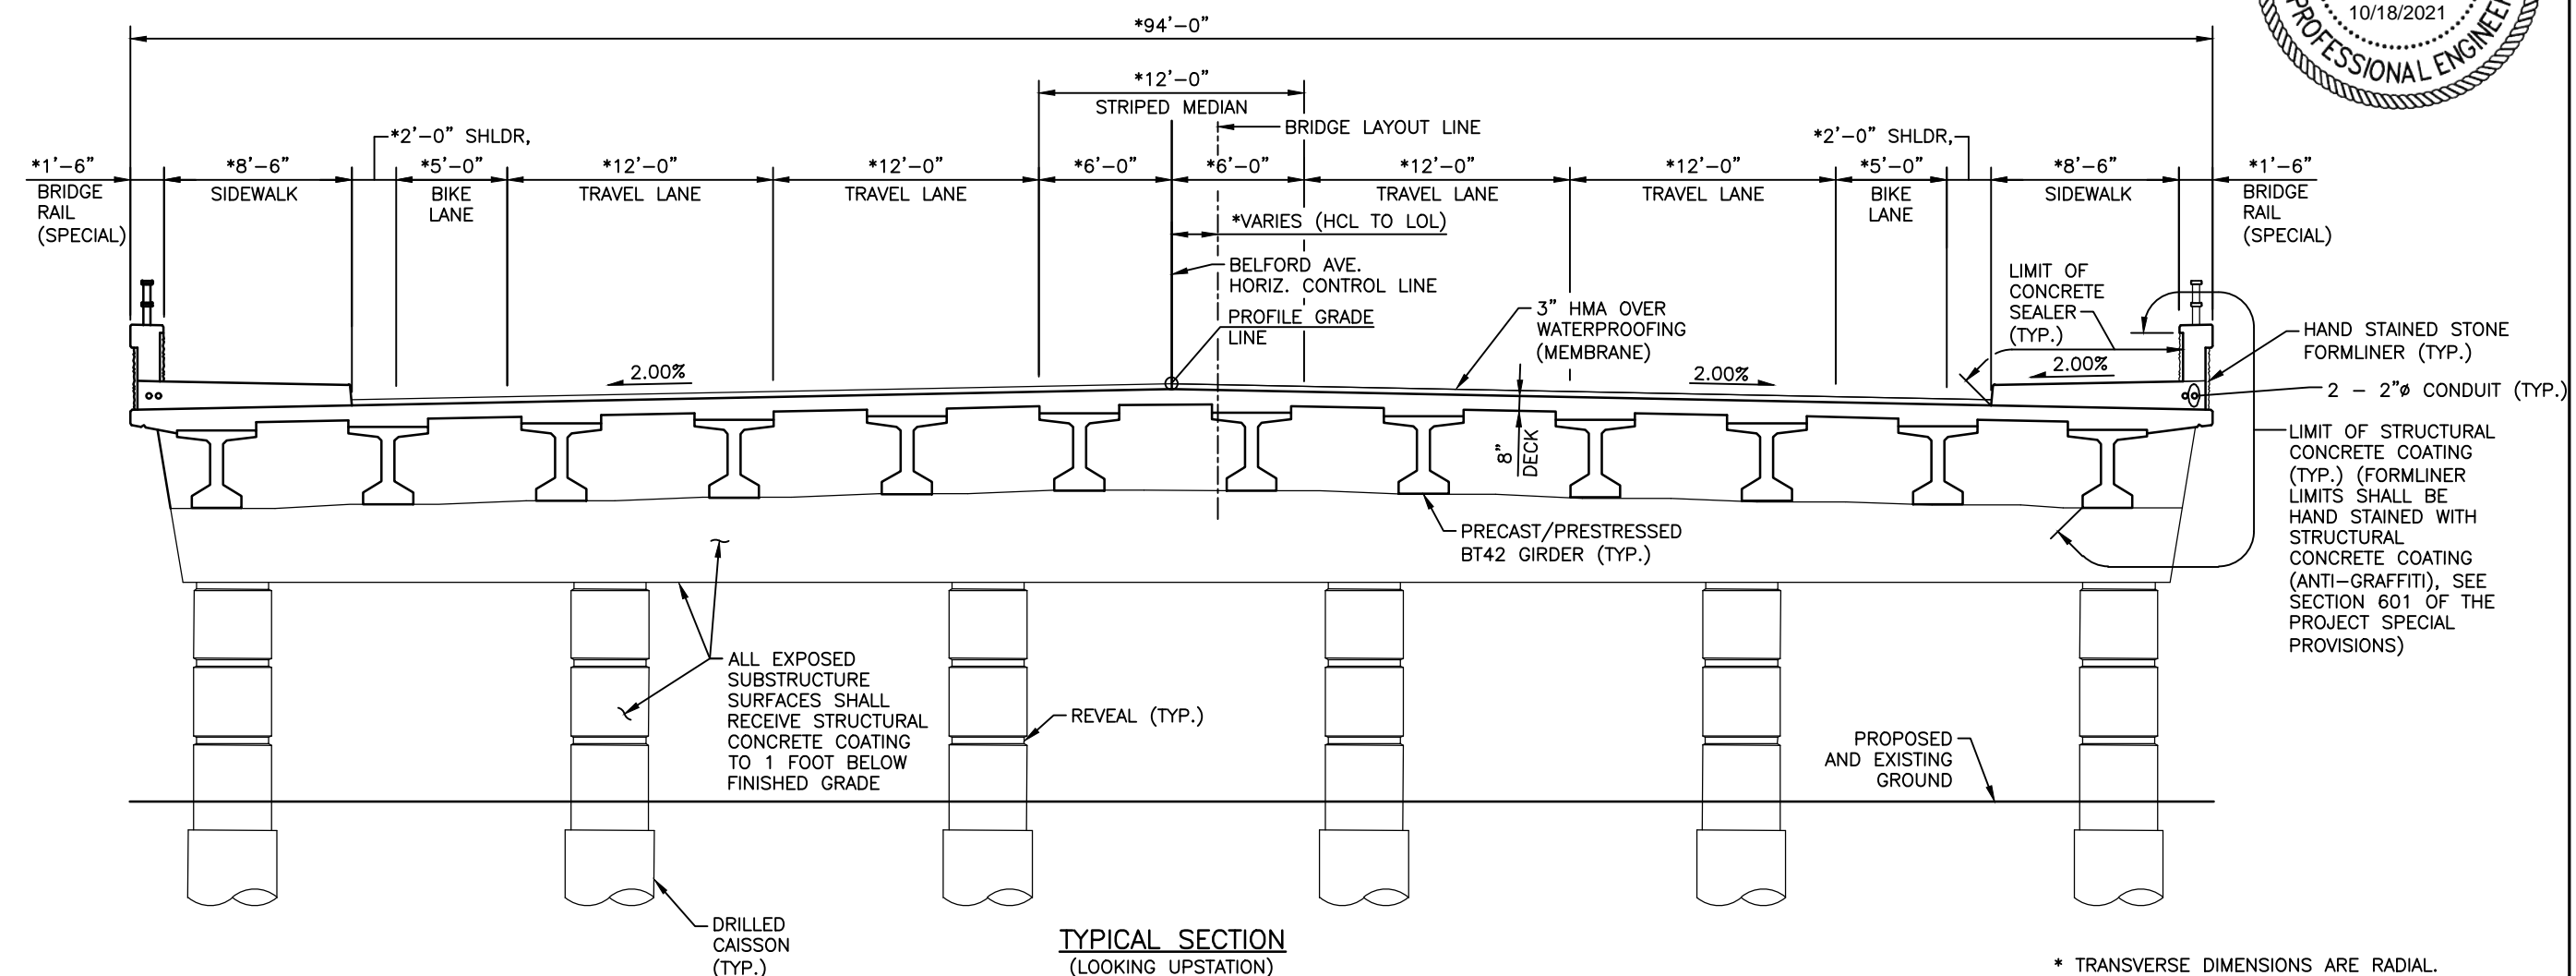 10/18/2021
PROFESSIONAL ENGINEER
*94'-0"
*12'-0"
STRIPED MEDIAN
BRIDGE LAYOUT LINE
*2'-0" SHLDR,
*2'-0" SHLDR,
*1'-6"
BRIDGE
RAIL
(SPECIAL)
*8'-6"
SIDEWALK
*5'-0"
BIKE
LANE
*12'-0"
TRAVEL LANE
*12'-0"
TRAVEL LANE
*6'-0"
*6'-0"
*12'-0"
TRAVEL LANE
*12'-0"
TRAVEL LANE
*5'-0"
BIKE
LANE
*8'-6"
SIDEWALK
*1'-6"
BRIDGE
RAIL
(SPECIAL)
*VARIES (HCL TO LOL)
BELFORD AVE.
HORIZ. CONTROL LINE
PROFILE GRADE
LINE
3" HMA OVER
WATERPROOFING
(MEMBRANE)
LIMIT OF
CONCRETE
SEALER
(TYP.)
HAND STAINED STONE
FORMLINER (TYP.)
2.00%
2.00%
2.00%
2 - 2"ø CONDUIT (TYP.)
8"
DECK
LIMIT OF STRUCTURAL
CONCRETE COATING
(TYP.) (FORMLINER
LIMITS SHALL BE
HAND STAINED WITH
STRUCTURAL
CONCRETE COATING
(ANTI-GRAFFITI), SEE
SECTION 601 OF THE
PROJECT SPECIAL
PROVISIONS)
PRECAST/PRESTRESSED
BT42 GIRDER (TYP.)
ALL EXPOSED
SUBSTRUCTURE
SURFACES SHALL
RECEIVE STRUCTURAL
CONCRETE COATING
TO 1 FOOT BELOW
FINISHED GRADE
REVEAL (TYP.)
PROPOSED
AND EXISTING
GROUND
DRILLED
CAISSON
(TYP.)
TYPICAL SECTION
(LOOKING UPSTATION)
* TRANSVERSE DIMENSIONS ARE RADIAL.